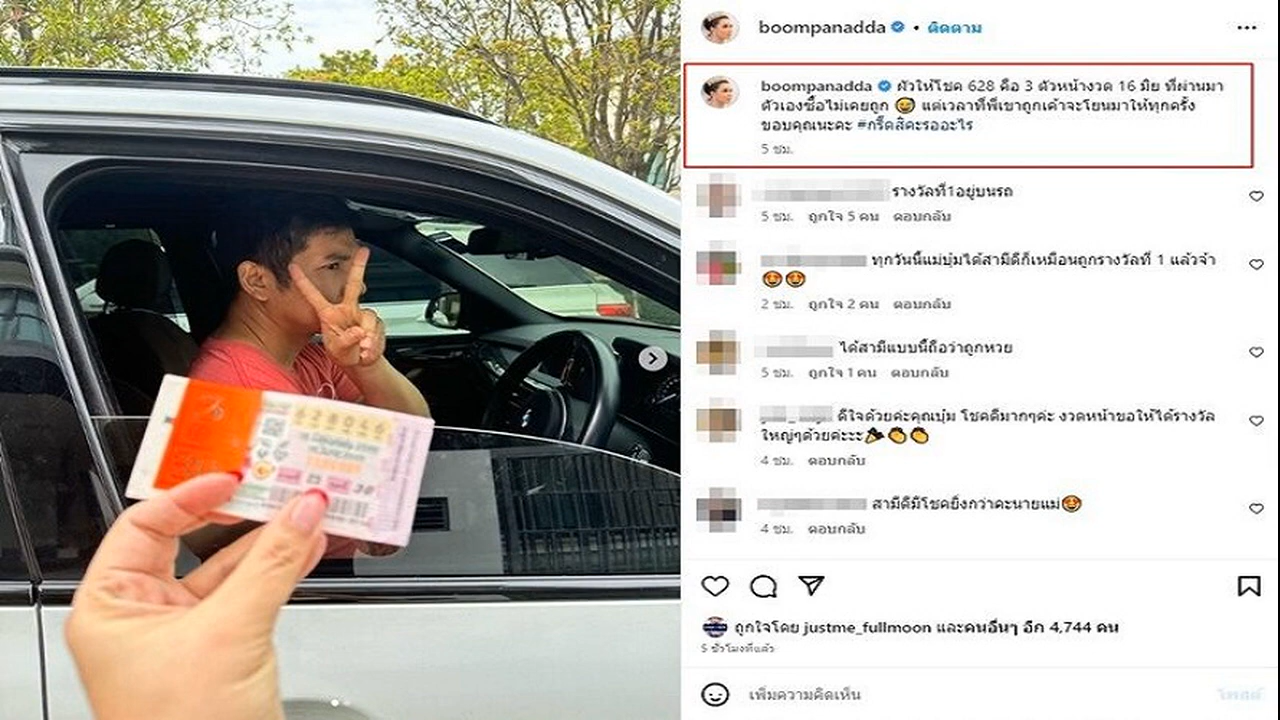 boompanadda • ติดตาม
boompanadda ผัวให้โชค 628 คือ 3 ตัวหน้างวด 16 มิย ที่ผ่านมา
ตัวเองซื้อไม่เคยถูก 😅 แต่เวลาที่พี่เขาถูกเค้าจะโยนมาให้ทุกครั้ง
ขอบคุณนะคะ #กรี๊ดสิคะรออะไร
5 ชม.
รางวัลที่1อยู่บนรถ
5 ชม. ถูกใจ 5 คน ตอบกลับ
ทุกวันนี้แม่บุ๋มได้สามีดีก็เหมือนถูกรางวัลที่ 1 แล้วจ้า
😍😍
2 ชม. ถูกใจ 2 คน ตอบกลับ
ได้สามีแบบนี้ถือว่าถูกหวย
5 ชม. ถูกใจ 1 คน ตอบกลับ
ดีใจด้วยค่ะคุณบุ๋ม โชคดีมากๆค่ะ งวดหน้าขอให้ได้รางวัล
ใหญ่ๆด้วยค่ะะะ🎉👏👏
4 ชม. ตอบกลับ
สามีดีมีโชคยิ่งกว่าคะนายแม่😍
4 ชม. ตอบกลับ
ถูกใจโดย justme_fullmoon และคนอื่นๆ อีก 4,744 คน
5 ชั่วโมงที่แล้ว
เพิ่มความคิดเห็น
โพสต์
628046